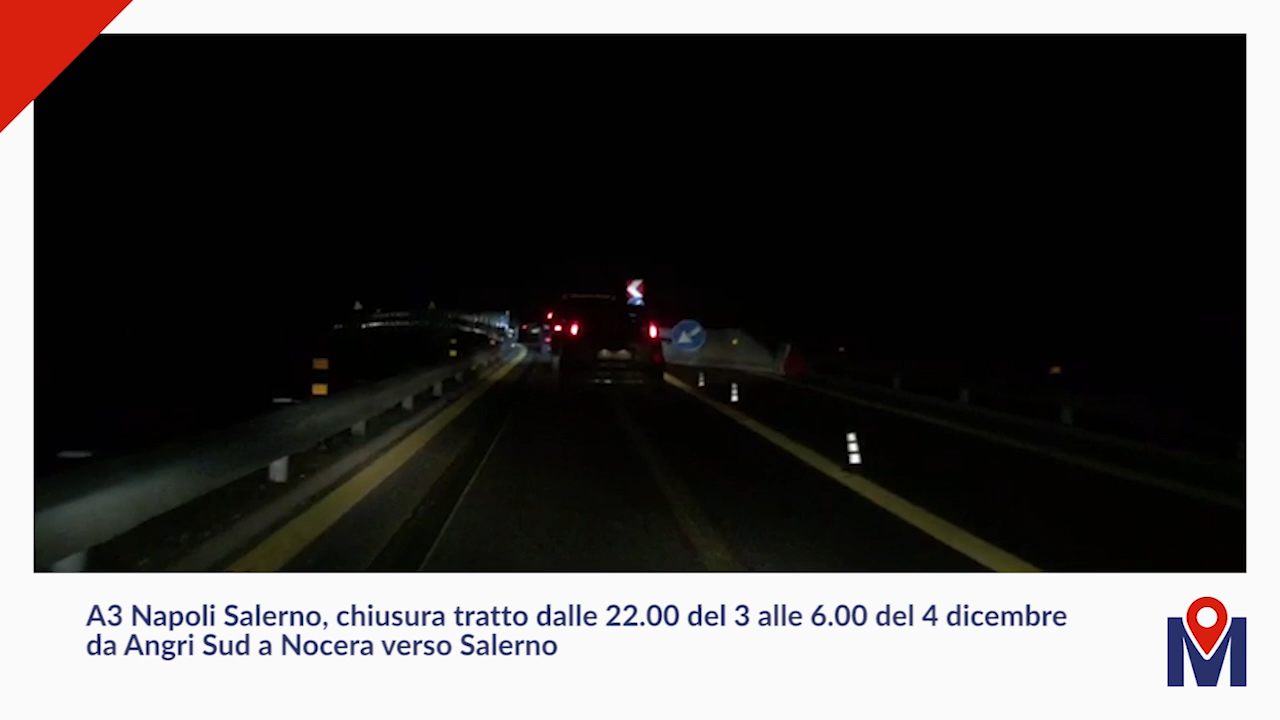 A3 Napoli Salerno, chiusura tratto dalle 22.00 del 3 alle 6.00 del 4 dicembre
da Angri Sud a Nocera verso Salerno
M